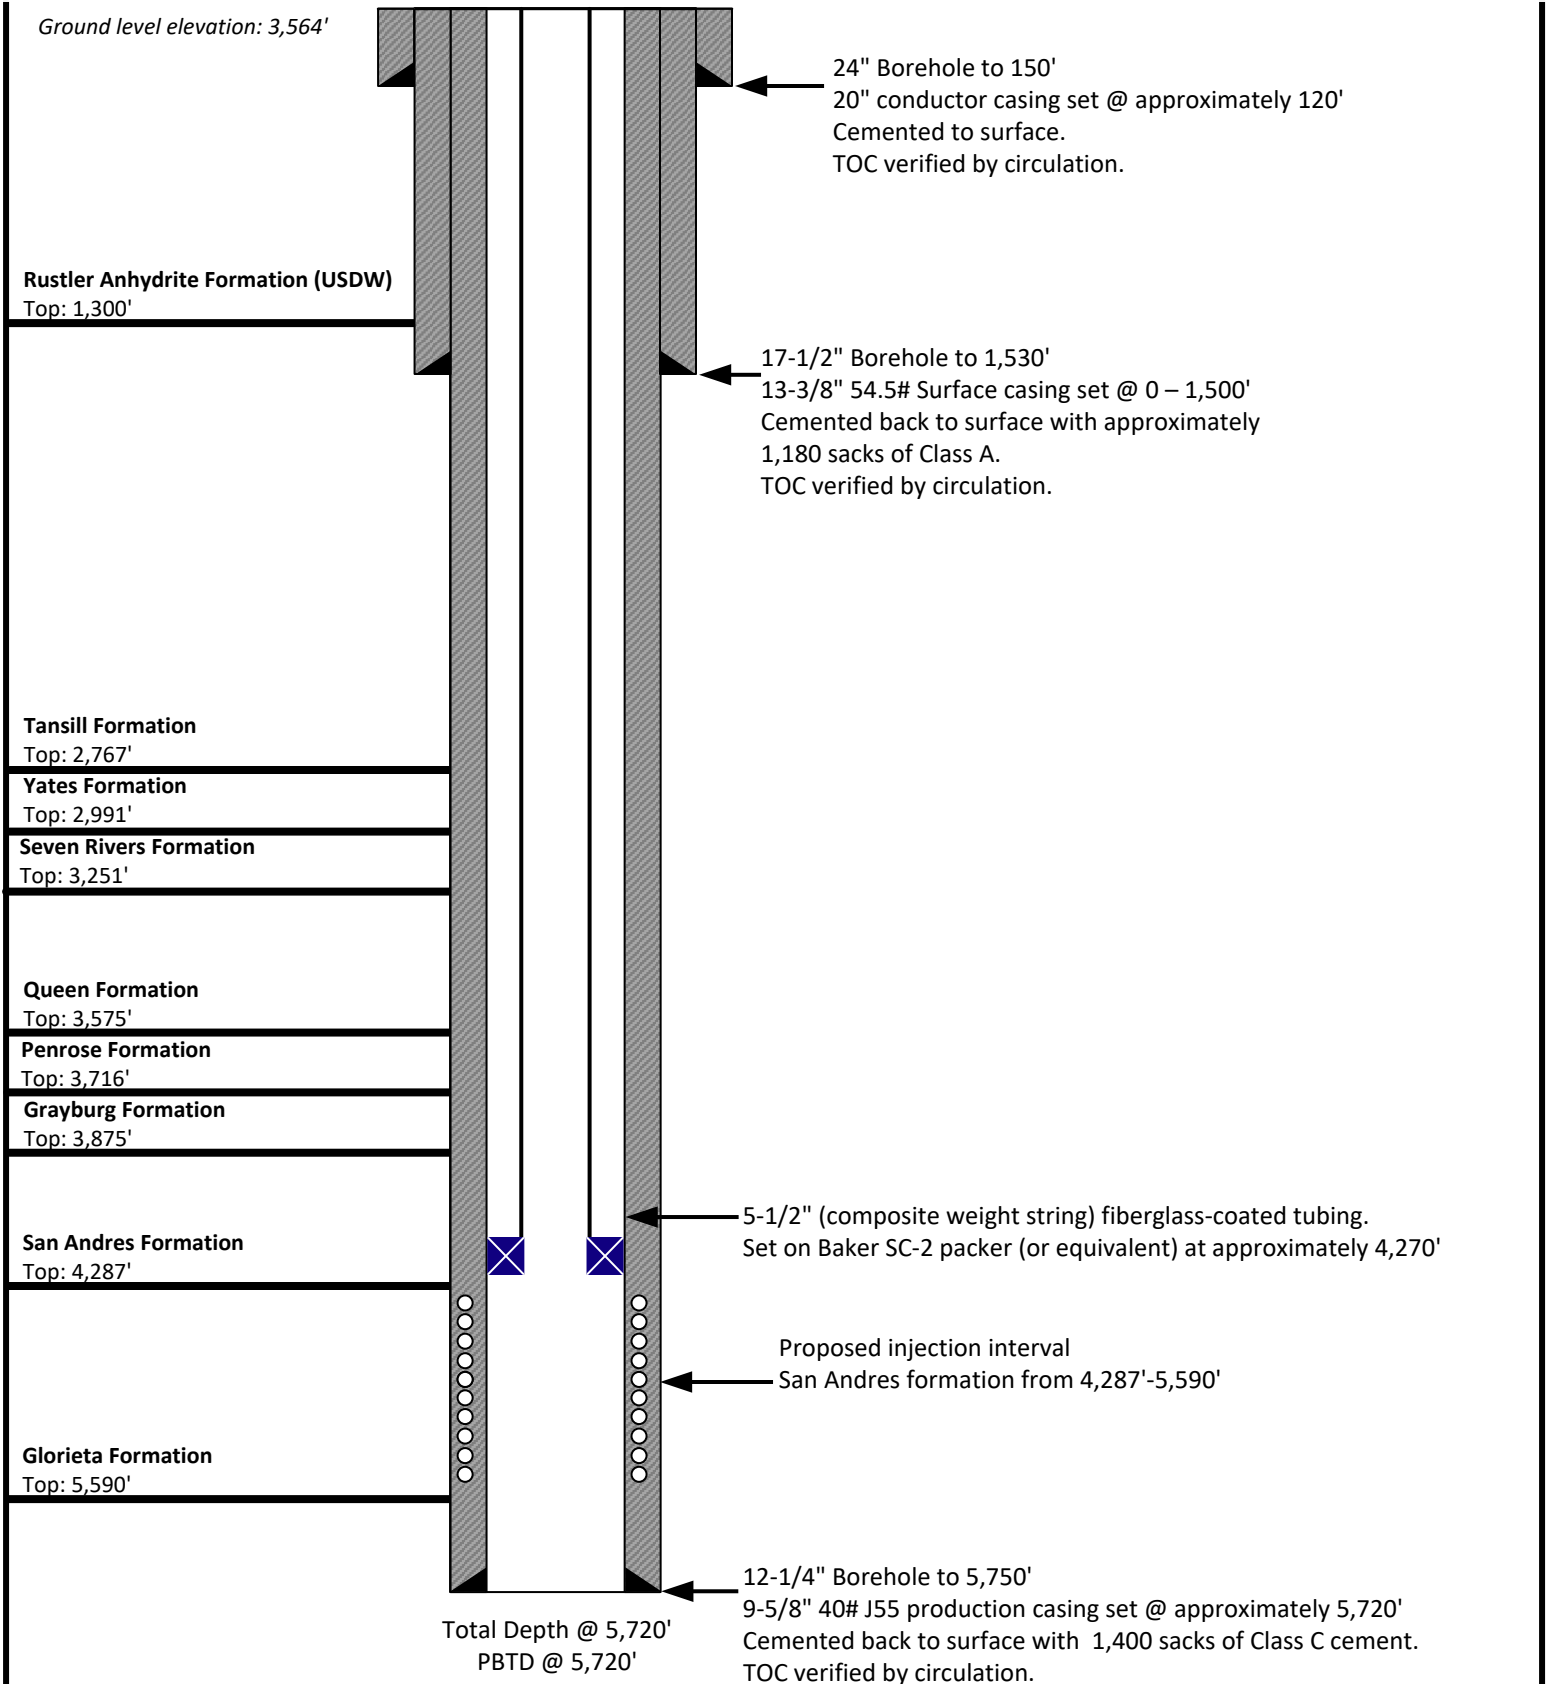 Ground level elevation: 3,564'
24" Borehole to 150'
20" conductor casing set @ approximately 120'
Cemented to surface.
TOC verified by circulation.
Rustler Anhydrite Formation (USDW)
Top: 1,300'
17-1/2" Borehole to 1,530'
13-3/8" 54.5# Surface casing set @ 0 – 1,500'
Cemented back to surface with approximately
1,180 sacks of Class A.
TOC verified by circulation.
Tansill Formation
Top: 2,767'
Yates Formation
Top: 2,991'
Seven Rivers Formation
Top: 3,251'
Queen Formation
Top: 3,575'
Penrose Formation
Top: 3,716'
Grayburg Formation
Top: 3,875'
5-1/2" (composite weight string) fiberglass-coated tubing.
Set on Baker SC-2 packer (or equivalent) at approximately 4,270'
San Andres Formation
Top: 4,287'
Proposed injection interval
San Andres formation from 4,287'-5,590'
Glorieta Formation
Top: 5,590'
12-1/4" Borehole to 5,750'
9-5/8" 40# J55 production casing set @ approximately 5,720'
Cemented back to surface with 1,400 sacks of Class C cement.
TOC verified by circulation.
Total Depth @ 5,720'
PBTD @ 5,720'